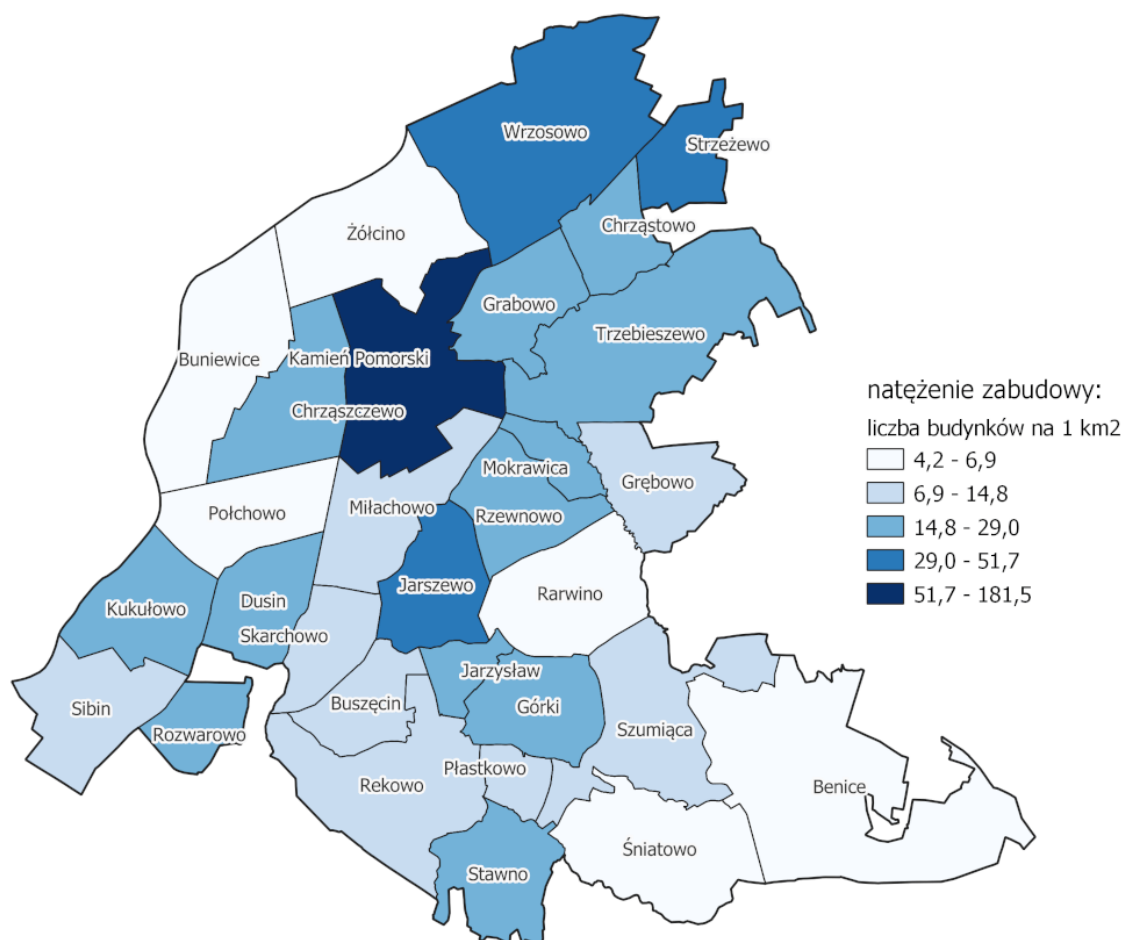 Wrzosowo
Strzeżewo
Chrząstowo
Żółcino
Grabowo
Trzebieszewo
Buniewice
Kamień Pomorski
Chrząszczewo
Mokrawica
Grębowo
Miłachowo
Połchowo
Rzewnowo
Jarszewo
Rarwino
Dusin
Kukułowo
Skarchowo
Jarzysław
Buszęcin
Górki
Sibin
Szumiąca
Rozwarowo
Płastkowo
Rekowo
Benice
Śniatowo
Stawno
natężenie zabudowy:
liczba budynków na 1 km2
4,2 - 6,9
6,9 - 14,8
14,8 - 29,0
29,0 - 51,7
51,7 - 181,5